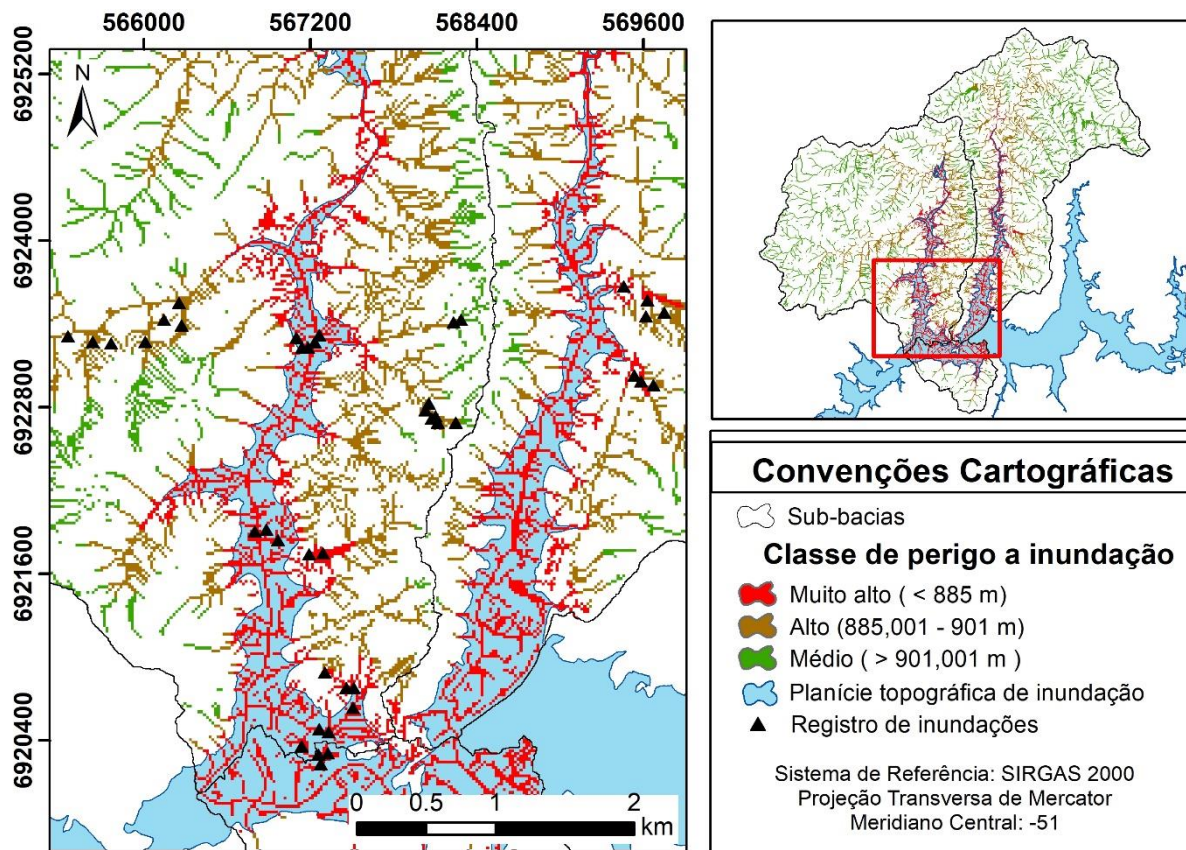 566000 567200 568400 569600
6925200
6924000
6922800
6921600
6920400
N
0 0.5 1 2
km
Convenções Cartográficas
Sub-bacias
Classe de perigo a inundação
Muito alto ( < 885 m)
Alto (885,001 - 901 m)
Médio ( > 901,001 m )
Planície topográfica de inundação
Registro de inundações
Sistema de Referência: SIRGAS 2000
Projeção Transversa de Mercator
Meridiano Central: -51